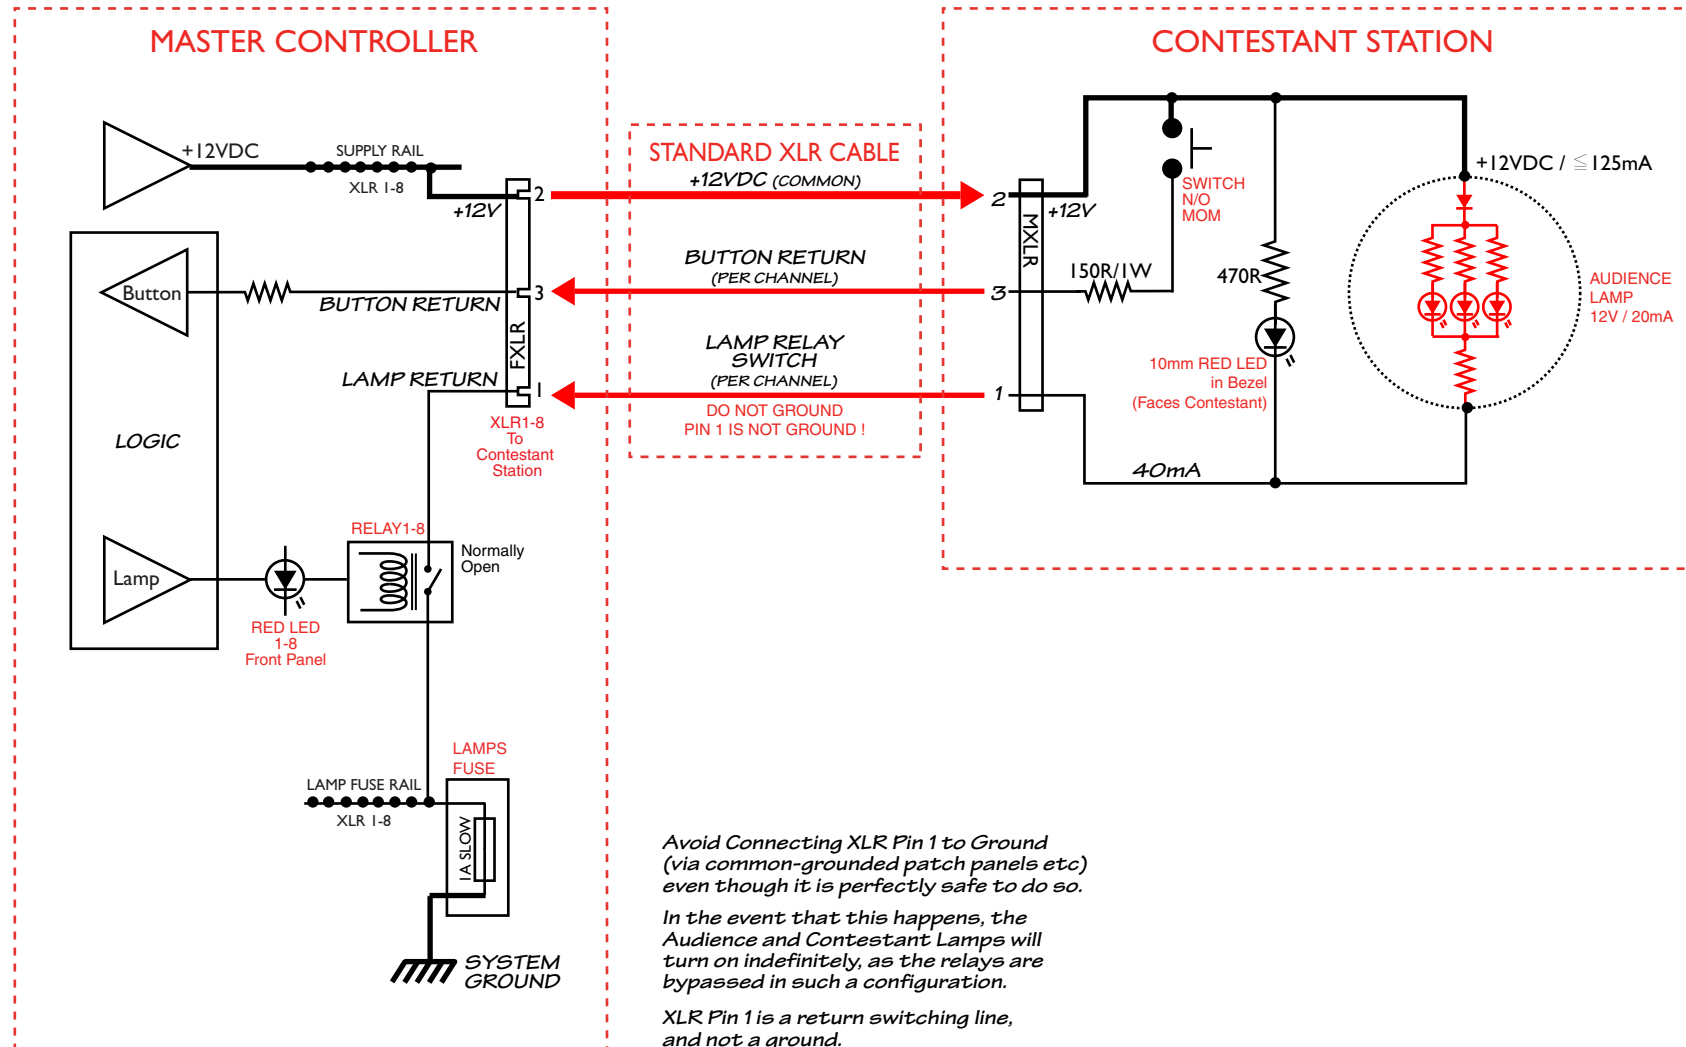 MASTER CONTROLLER
+12VDC
SUPPLY RAIL
XLR 1-8
+12V
2
Button
BUTTON RETURN
3
FXLR
LAMP RETURN
1
XLR1-8
To
Contestant
Station
LOGIC
RELAY1-8
Normally
Open
Lamp
RED LED
1-8
Front Panel
LAMPS
FUSE
LAMP FUSE RAIL
XLR 1-8
1A SLOW
SYSTEM
GROUND
STANDARD XLR CABLE
+12VDC (COMMON)
BUTTON RETURN
(PER CHANNEL)
LAMP RELAY
SWITCH
(PER CHANNEL)
DO NOT GROUND
PIN 1 IS NOT GROUND !
CONTESTANT STATION
2
+12V
MXLR
3
1
150R/1W
SWITCH
N/O
MOM
470R
10mm RED LED
in Bezel
(Faces Contestant)
40mA
+12VDC / ≦125mA
AUDIENCE
LAMP
12V / 20mA
Avoid Connecting XLR Pin 1 to Ground
(via common-grounded patch panels etc)
even though it is perfectly safe to do so.
In the event that this happens, the
Audience and Contestant Lamps will
turn on indefinitely, as the relays are
bypassed in such a configuration.
XLR Pin 1 is a return switching line,
and not a ground.